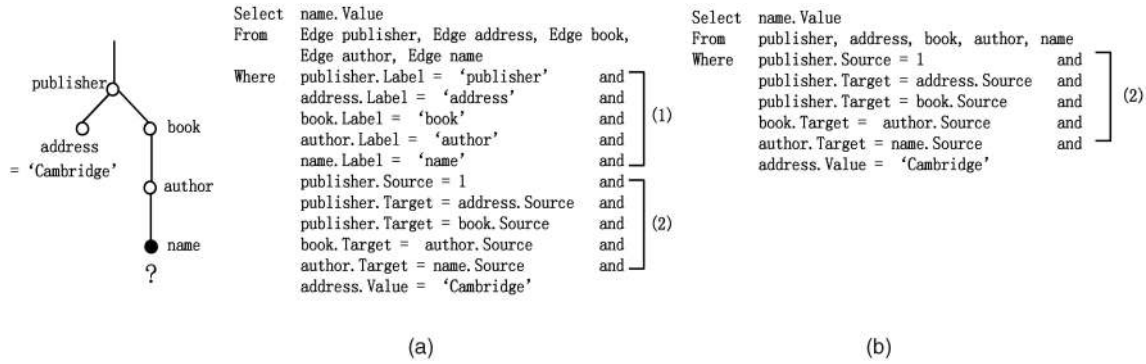 publisher
address
= ‘Cambridge’
book
author
name
?
Select name.Value
From Edge publisher, Edge address, Edge book,
Edge author, Edge name
Where publisher.Label = ‘publisher’ and
address.Label = ‘address’ and
book.Label = ‘book’ and
author.Label = ‘author’ and
name.Label = ‘name’ and
(1)
publisher.Source = 1 and
publisher.Target = address.Source and
publisher.Target = book.Source and
book.Target = author.Source and
author.Target = name.Source and
(2)
address.Value = ‘Cambridge’
(a)
Select name.Value
From publisher, address, book, author, name
Where publisher.Source = 1 and
publisher.Target = address.Source and
publisher.Target = book.Source and
book.Target = author.Source and
author.Target = name.Source and
(2)
address.Value = ‘Cambridge’
(b)